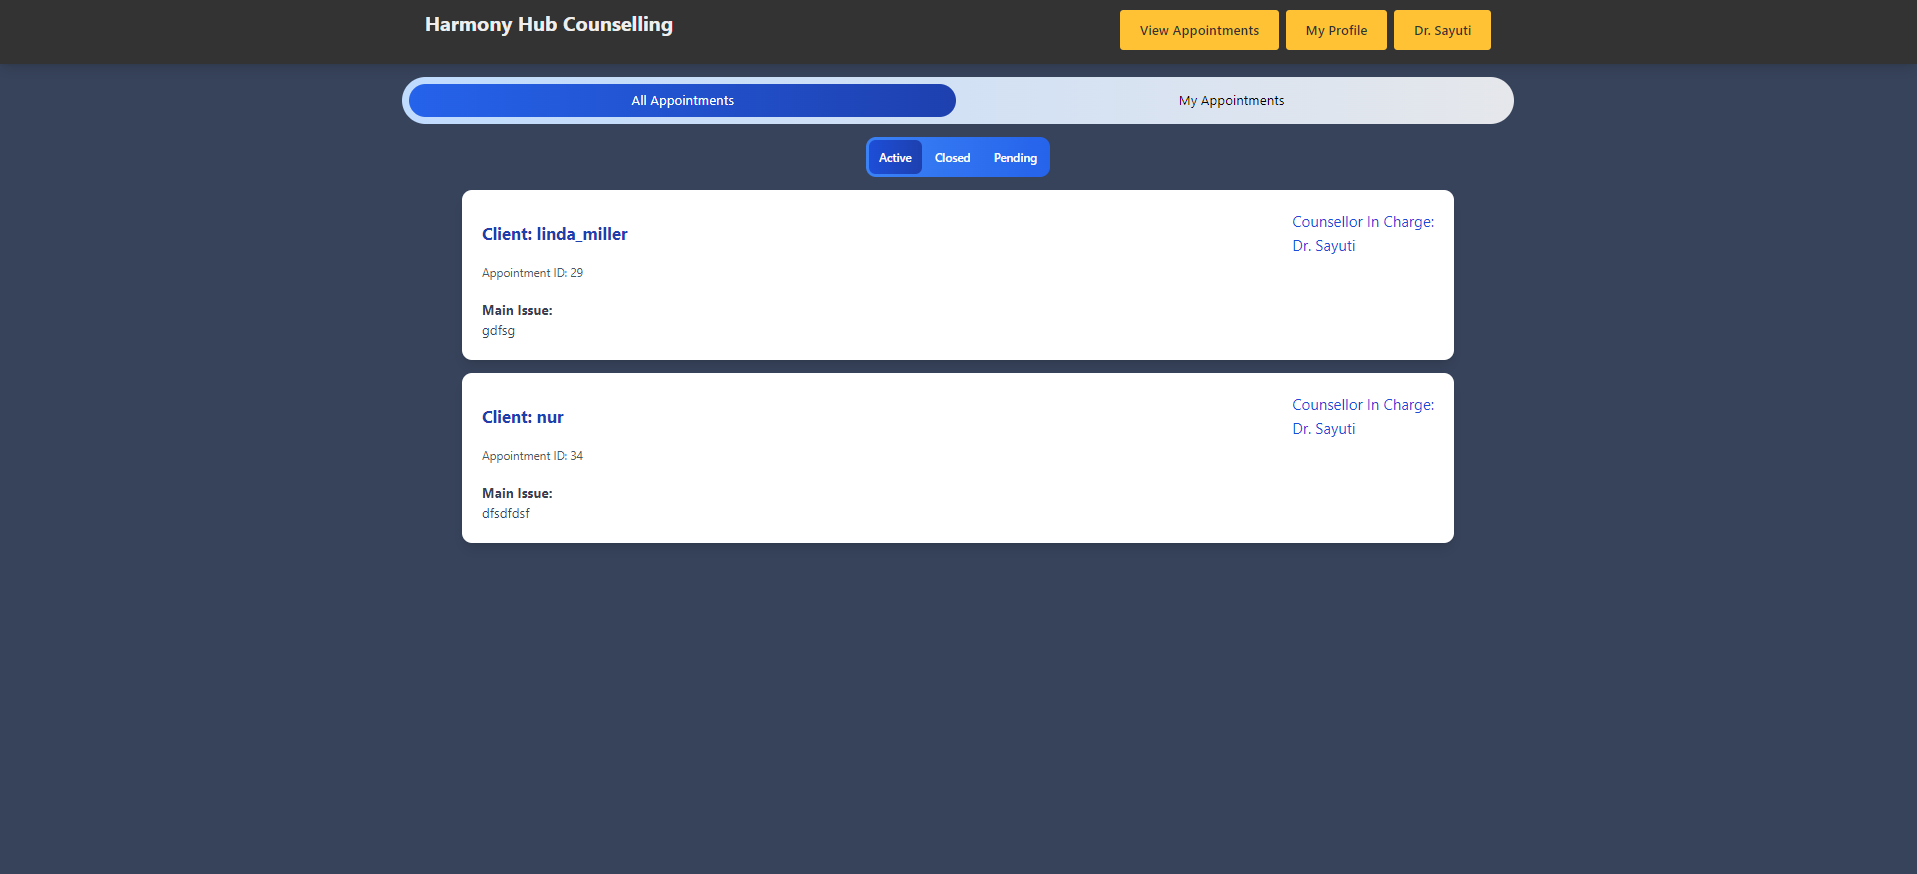 Harmony Hub Counselling
View Appointments
My Profile
Dr. Sayuti
All Appointments
My Appointments
Active
Closed
Pending
Client: linda_miller
Counsellor In Charge:
Dr. Sayuti
Appointment ID: 29
Main Issue:
gdfsg
Client: nur
Counsellor In Charge:
Dr. Sayuti
Appointment ID: 34
Main Issue:
dfsdfdsf